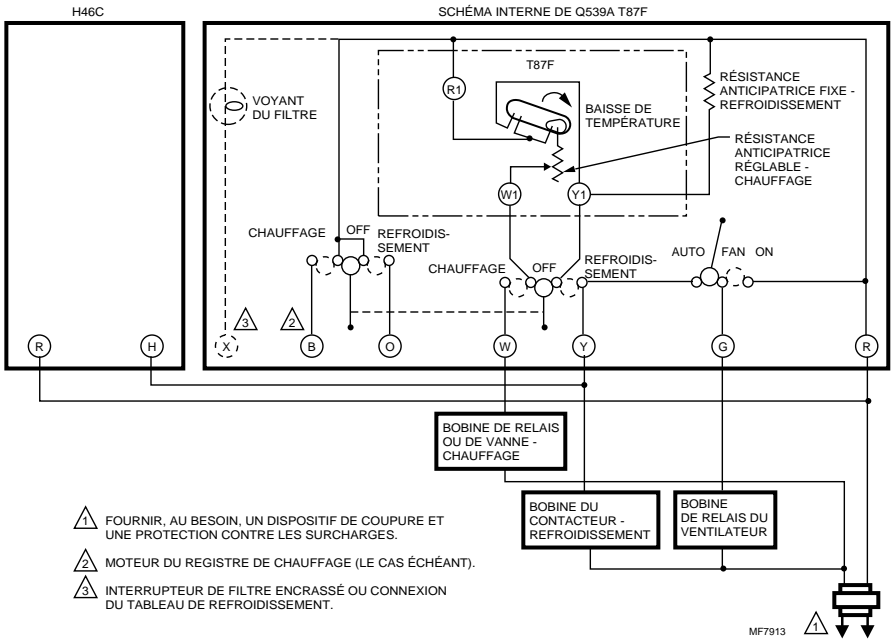 H46C
SCHÉMA INTERNE DE Q539A T87F
VOYANT
DU FILTRE
R1
T87F
BAISSE DE
TEMPÉRATURE
RÉSISTANCE
ANTICIPATRICE FIXE -
REFROIDISSEMENT
RÉSISTANCE
ANTICIPATRICE
RÉGLABLE -
CHAUFFAGE
W1
Y1
CHAUFFAGE
OFF
REFROIDIS-
SEMENT
CHAUFFAGE
OFF
REFROIDIS-
SEMENT
AUTO FAN ON
3
2
R
H
X
B
O
W
Y
G
R
BOBINE DE RELAIS
OU DE VANNE -
CHAUFFAGE
BOBINE DU
CONTACTEUR -
REFROIDISSEMENT
BOBINE
DE RELAIS DU
VENTILATEUR
1 FOURNIR, AU BESOIN, UN DISPOSITIF DE COUPURE ET
UNE PROTECTION CONTRE LES SURCHARGES.
2 MOTEUR DU REGISTRE DE CHAUFFAGE (LE CAS ÉCHÉANT).
3 INTERRUPTEUR DE FILTRE ENCRASSÉ OU CONNEXION
DU TABLEAU DE REFROIDISSEMENT.
MF7913
1